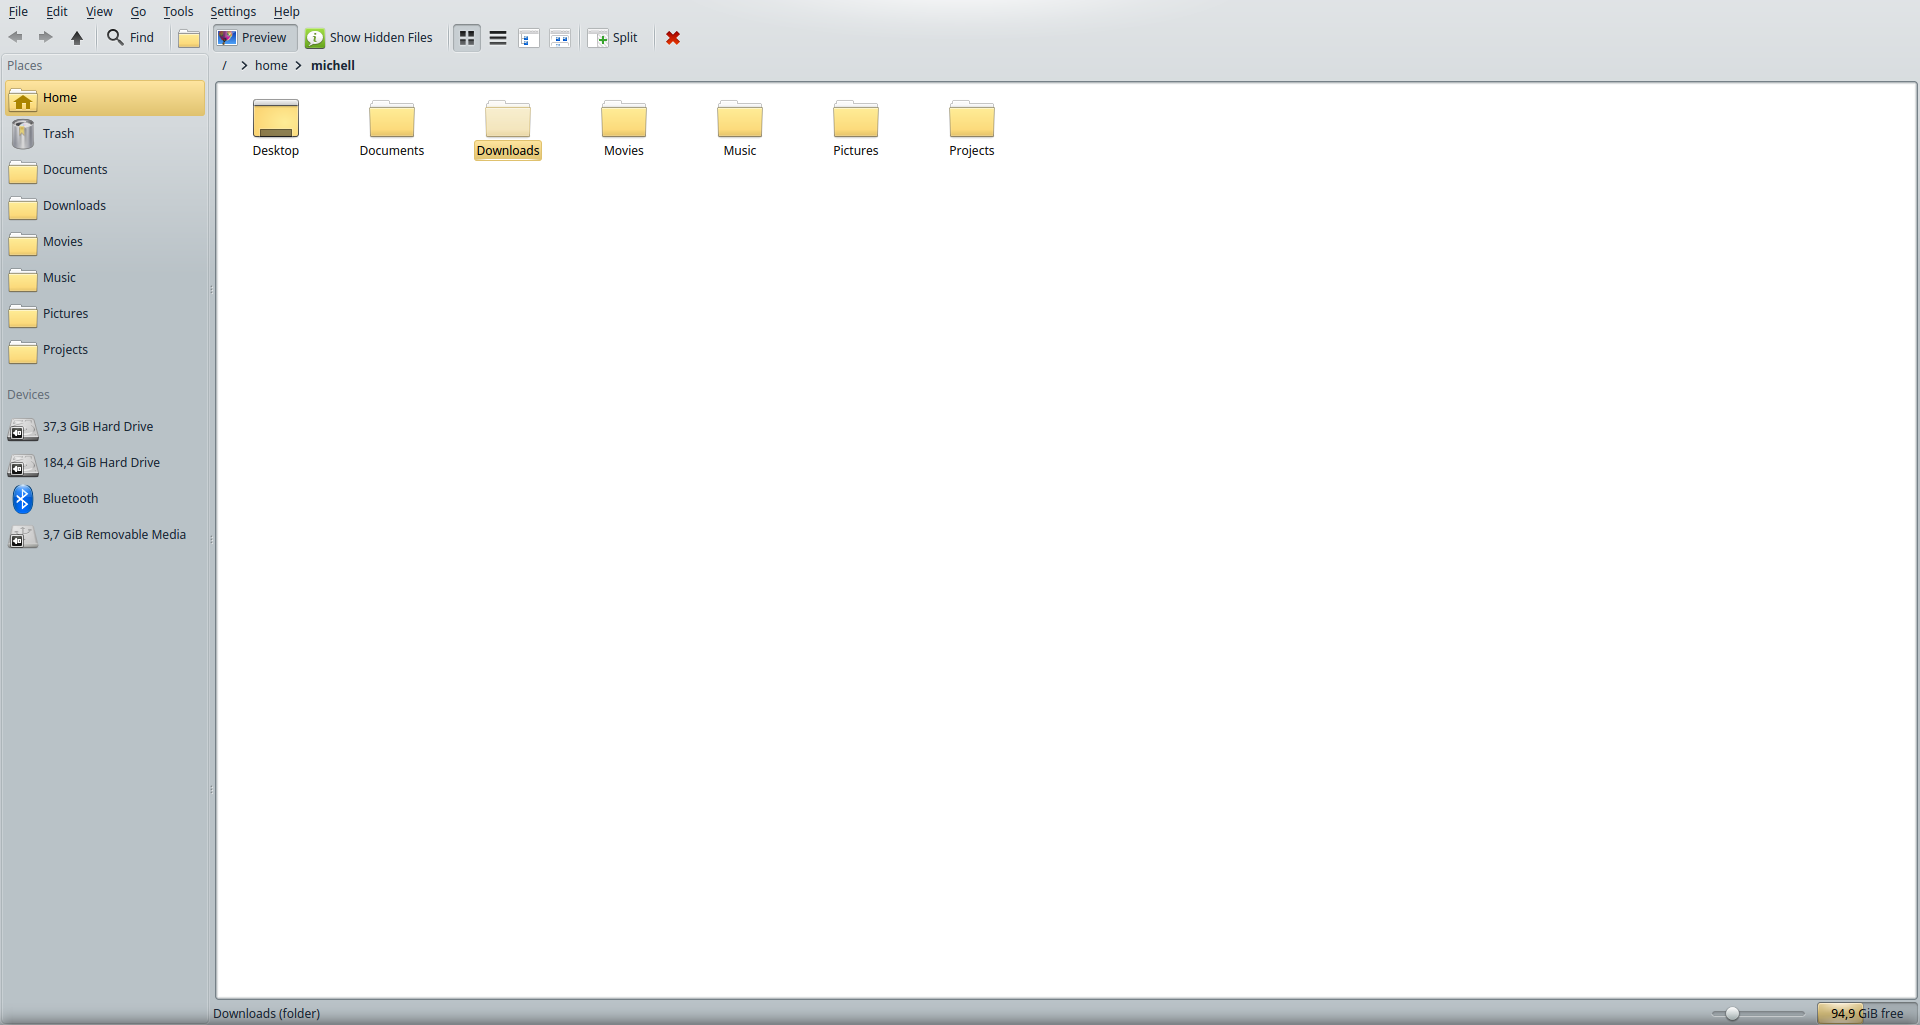 File Edit View Go Tools Settings Help
Find Preview Show Hidden Files Split
Places
/ > home > michell
Home
Trash
Documents
Downloads
Movies
Music
Pictures
Projects
Devices
37,3 GiB Hard Drive
184,4 GiB Hard Drive
Bluetooth
3,7 GiB Removable Media
Desktop Documents Downloads Movies Music Pictures Projects
Downloads (folder) 94,9 GiB free